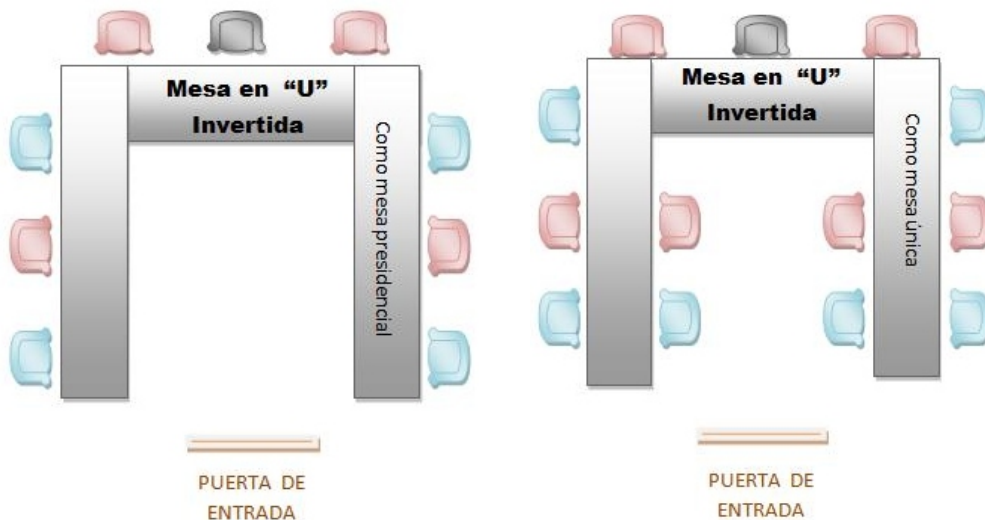 Mesa en “U”
Invertida
Como mesa presidencial
PUERTA DE
ENTRADA
Mesa en “U”
Invertida
Como mesa única
PUERTA DE
ENTRADA